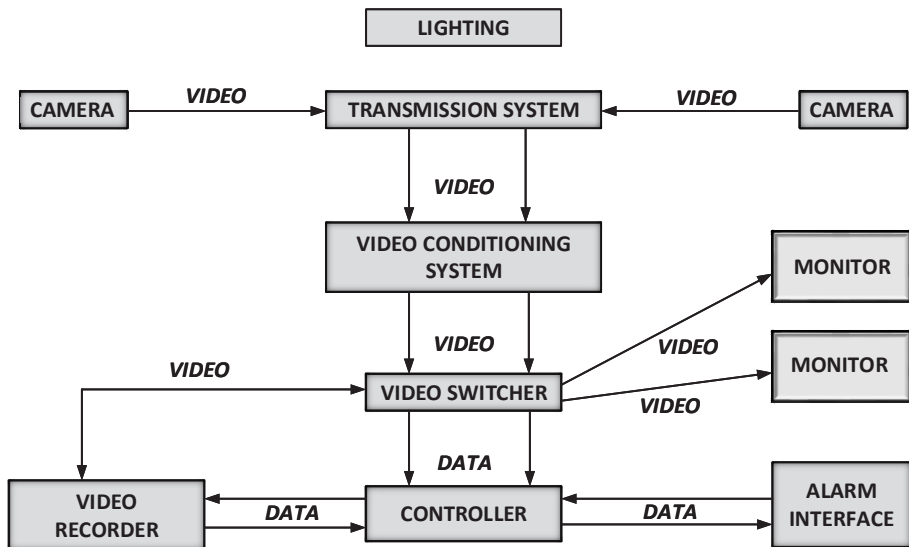 LIGHTING
VIDEO
VIDEO
CAMERA
TRANSMISSION SYSTEM
CAMERA
VIDEO
VIDEO CONDITIONING
SYSTEM
MONITOR
VIDEO
VIDEO
VIDEO
MONITOR
VIDEO SWITCHER
VIDEO
DATA
VIDEO
RECORDER
DATA
CONTROLLER
DATA
ALARM
INTERFACE